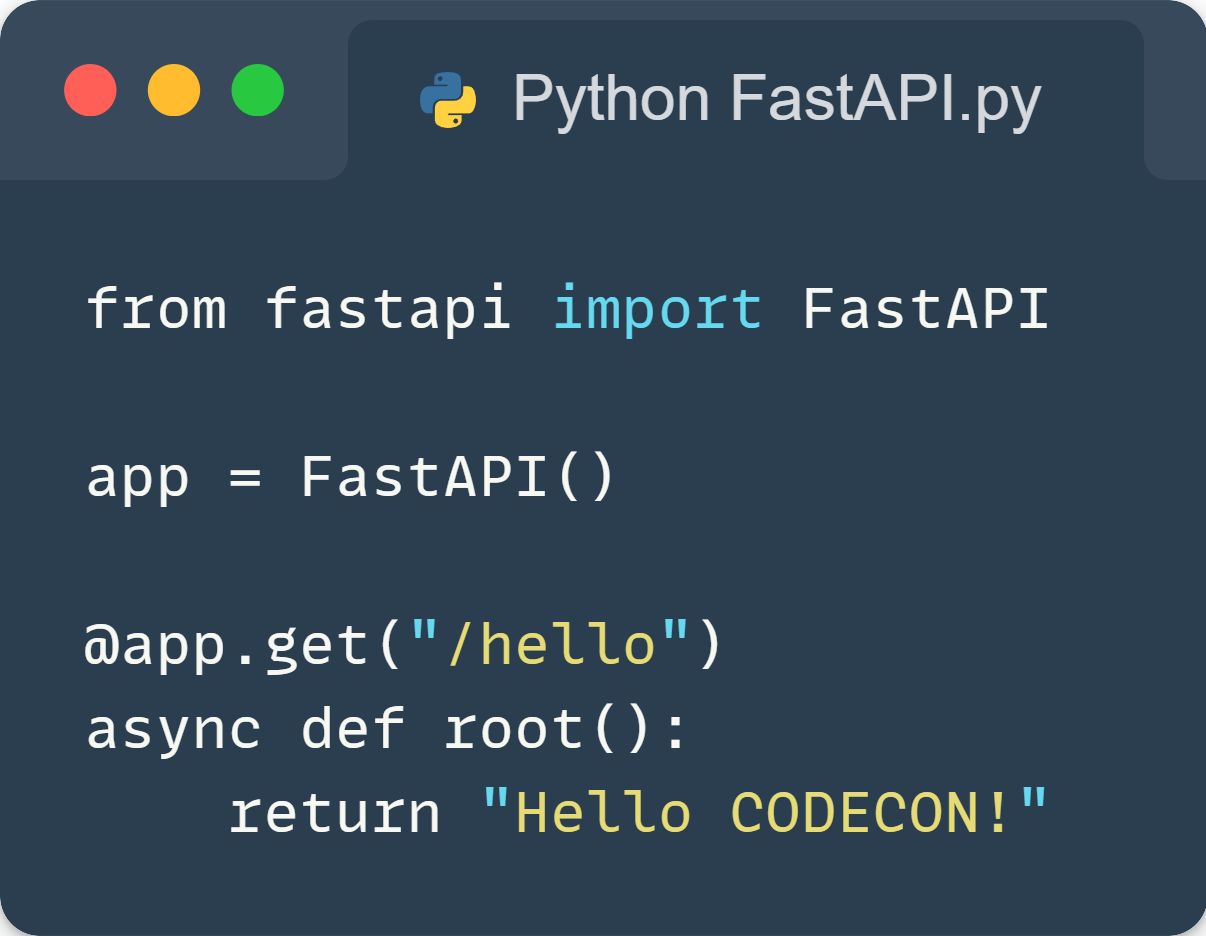 Python FastAPI.py
from fastapi import FastAPI
app = FastAPI()
@app.get("/hello")
async def root():
    return "Hello CODECON!"